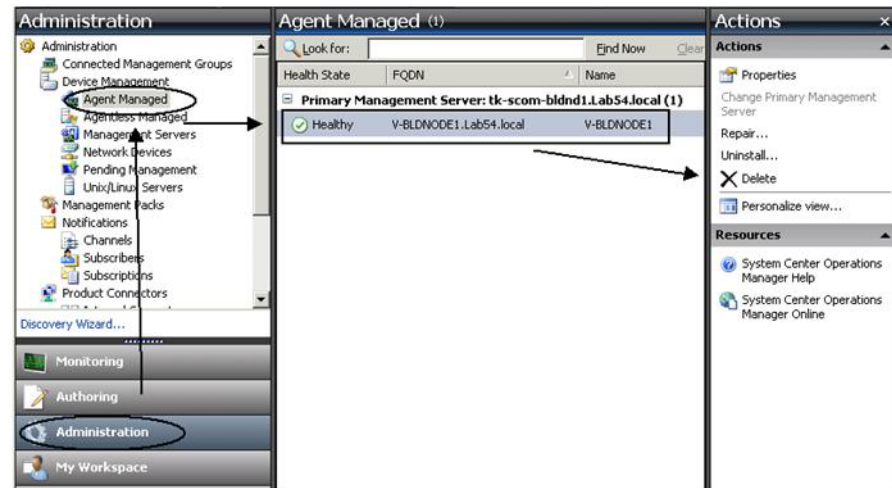 Administration
Administration
Connected Management Groups
Device Management
Agent Managed
Agentless Managed
Management Servers
Network Devices
Pending Management
Unix/Linux Servers
Management Packs
Notifications
Channels
Subscribers
Subscriptions
Product Connectors
Discovery Wizard...
Monitoring
Authoring
Administration
My Workspace
Agent Managed (1)
Look for:
Find Now
Clear
Health State FQDN Name
Primary Management Server: tk-scom-bldnd1.Lab54.local (1)
Healthy V-BLDNODE1.Lab54.local V-BLDNODE1
Actions
Actions
Properties
Change Primary Management
Server
Repair...
Uninstall...
Delete
Personalize view...
Resources
System Center Operations
Manager Help
System Center Operations
Manager Online